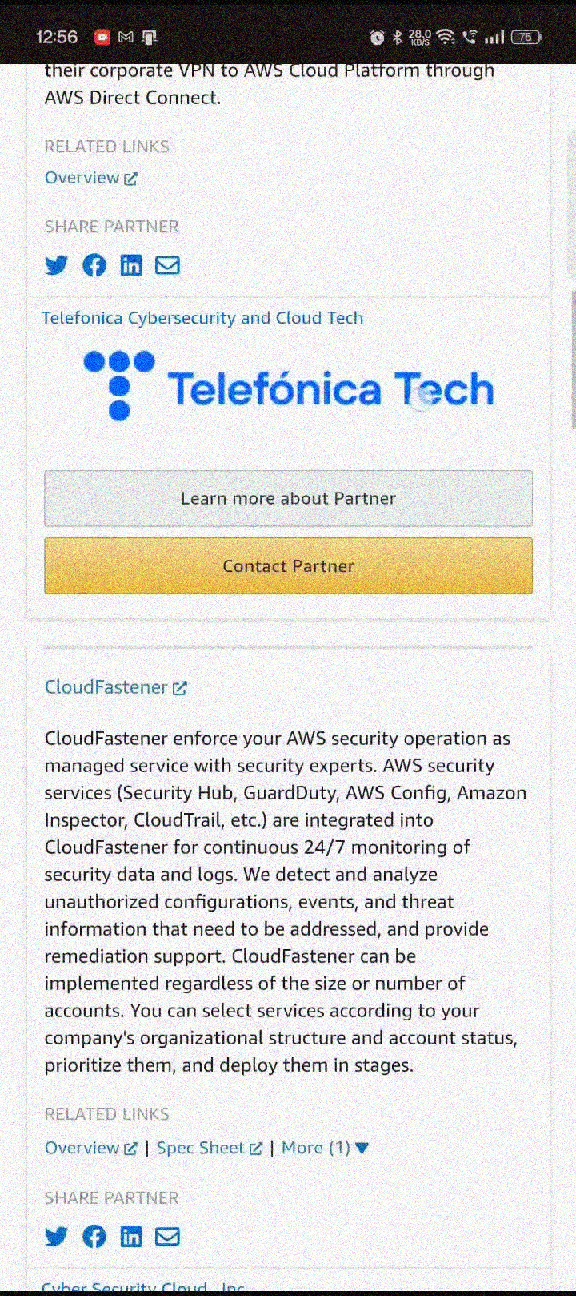 12:56
28.0
KB/S
75
their corporate VPN to AWS Cloud Platform through
AWS Direct Connect.
RELATED LINKS
Overview
SHARE PARTNER
Telefonica Cybersecurity and Cloud Tech
Telefónica Tech
Learn more about Partner
Contact Partner
CloudFastener
CloudFastener enforce your AWS security operation as
managed service with security experts. AWS security
services (Security Hub, GuardDuty, AWS Config, Amazon
Inspector, CloudTrail, etc.) are integrated into
CloudFastener for continuous 24/7 monitoring of
security data and logs. We detect and analyze
unauthorized configurations, events, and threat
information that need to be addressed, and provide
remediation support. CloudFastener can be
implemented regardless of the size or number of
accounts. You can select services according to your
company's organizational structure and account status,
prioritize them, and deploy them in stages.
RELATED LINKS
Overview | Spec Sheet | More (1)
SHARE PARTNER
Cyber Security Cloud , Inc